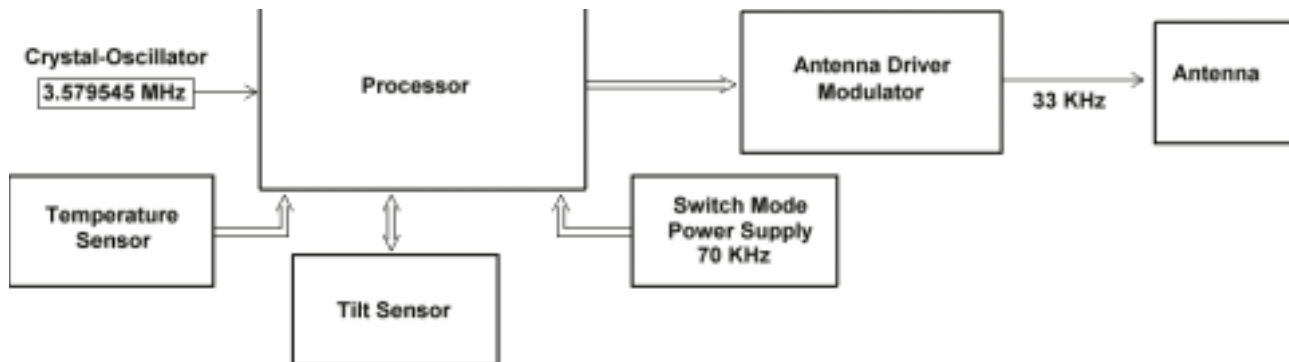 Crystal-Oscillator
3.579545 MHz
Processor
Antenna Driver
Modulator
33 KHz
Antenna
Temperature
Sensor
Tilt Sensor
Switch Mode
Power Supply
70 KHz